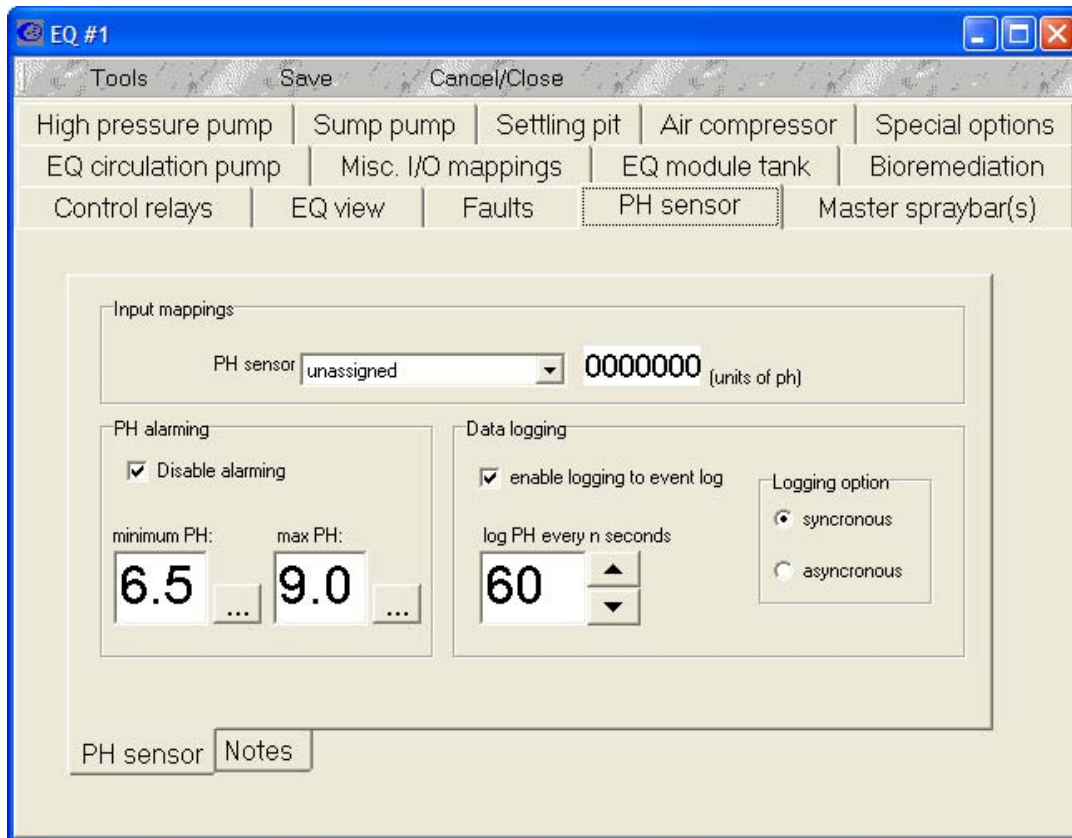 EQ #1
Tools Save Cancel/Close
High pressure pump Sump pump Settling pit Air compressor Special options
EQ circulation pump Misc. I/O mappings EQ module tank Bioremediation
Control relays EQ view Faults PH sensor Master spraybar(s)
Input mappings
PH sensor unassigned 0000000 (units of ph)
PH alarming
Disable alarming
minimum PH: max PH:
6.5 ... 9.0 ...
Data logging
enable logging to event log
log PH every n seconds
60
Logging option
syncronous
asyncronous
PH sensor Notes